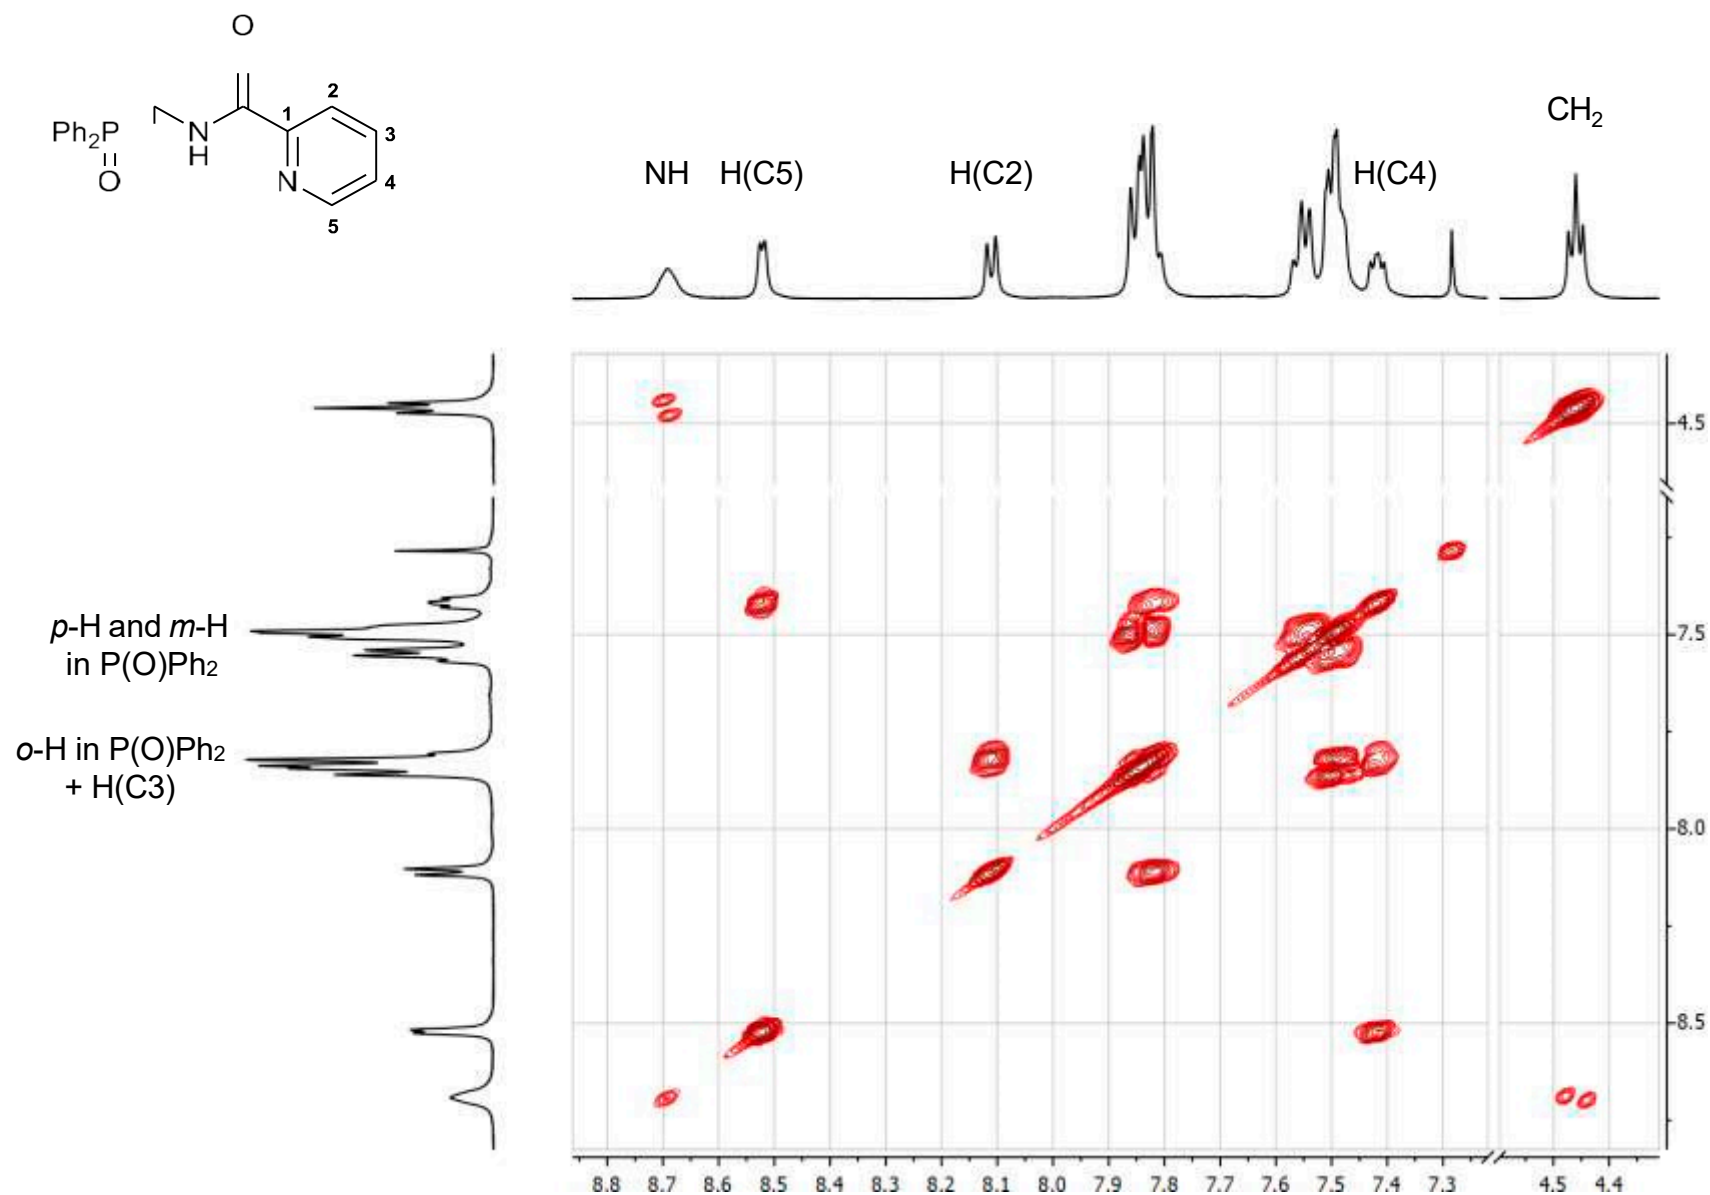 O
Ph2P
N
H
O
N
1
2
3
4
5
NH
H(C5)
H(C2)
H(C4)
CH2
p-H and m-H
in P(O)Ph2
o-H in P(O)Ph2
+ H(C3)
4.5
7.5
8.0
8.5
8.8 8.7 8.6 8.5 8.4 8.3 8.2 8.1 8.0 7.9 7.8 7.7 7.6 7.5 7.4 7.3 4.5 4.4